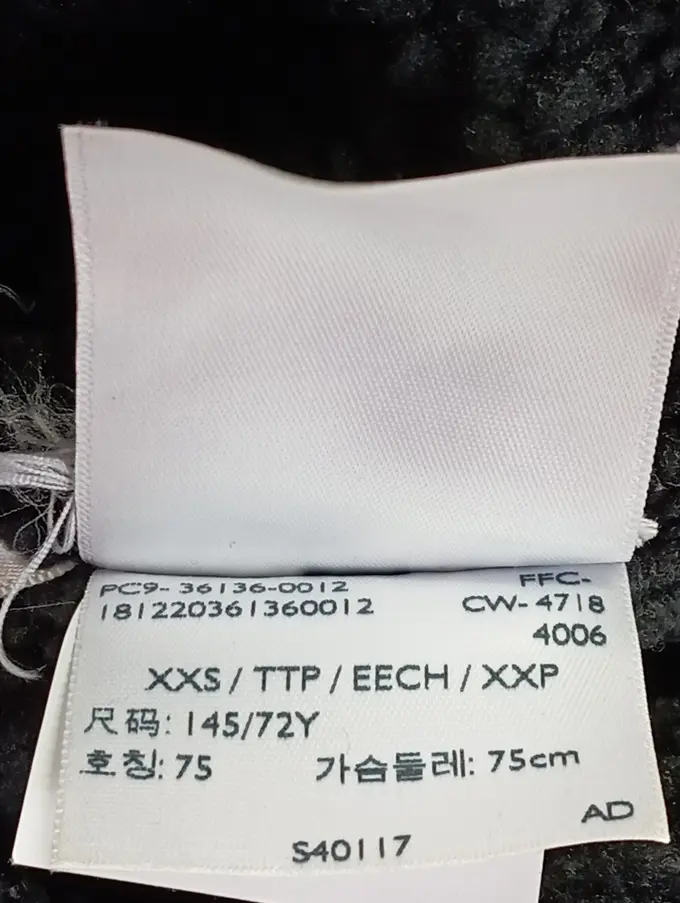 PC9- 36136-0012 FFC-
181220361360012 CW- 4718
4006
XXS / TTP / EECH / XXP
尺码: 145/72Y
호칭: 75 가슴둘레: 75cm
AD
S40117